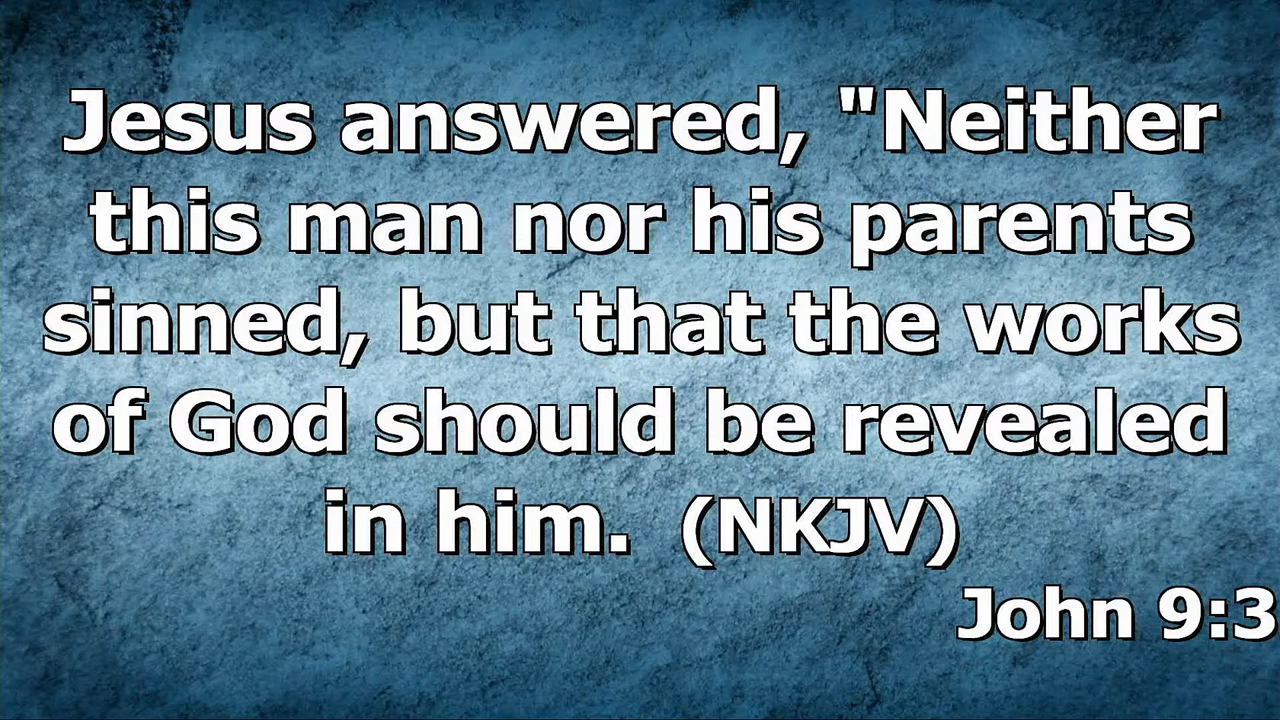 Jesus answered, "Neither
this man nor his parents
sinned, but that the works
of God should be revealed
in him.  (NKJV)
John 9:3